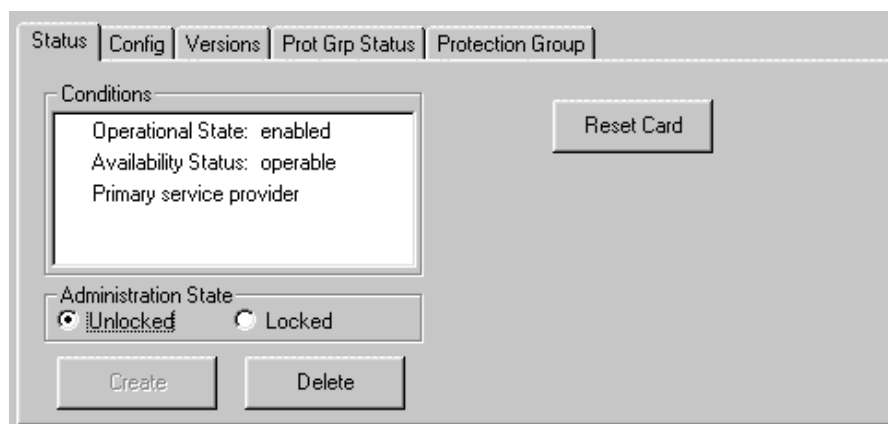 Status Config Versions Prot Grp Status Protection Group
Conditions
Operational State: enabled
Availability Status: operable
Primary service provider
Reset Card
Administration State
Unlocked Locked
Create Delete